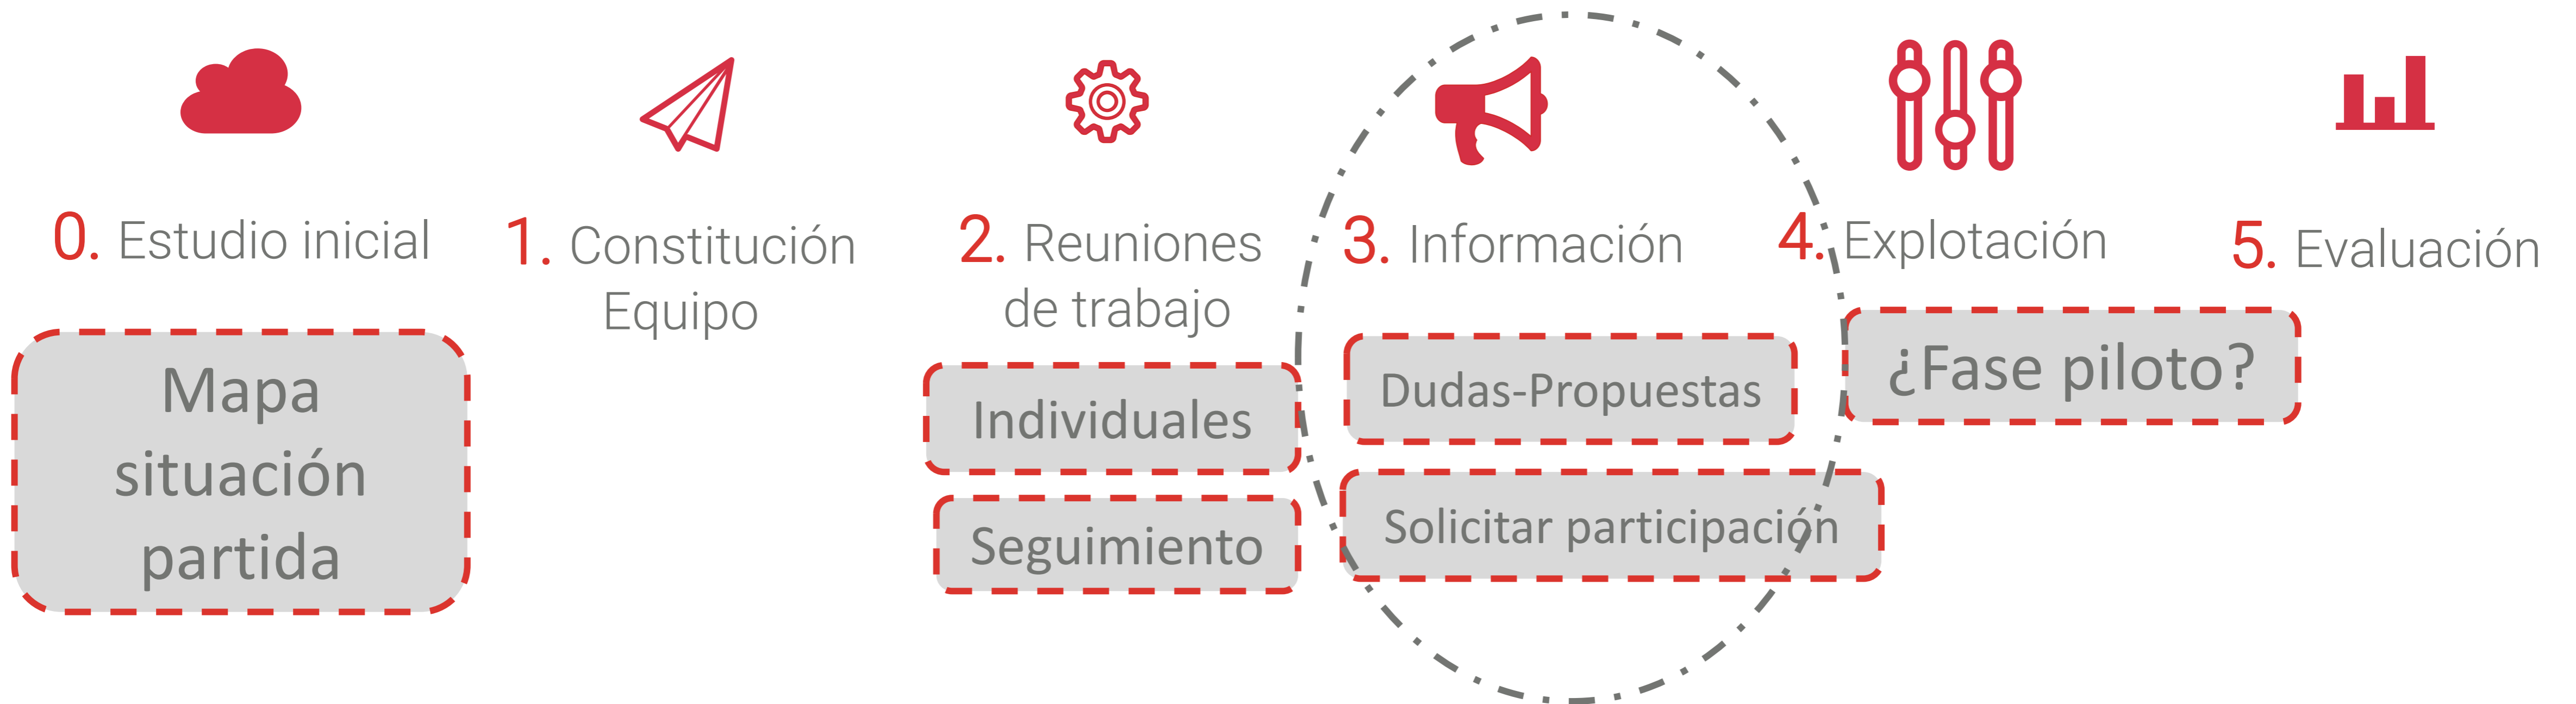 0. Estudio inicial
Mapa
situación
partida
1. Constitución
Equipo
2. Reuniones
de trabajo
Individuales
Seguimiento
3. Información
Dudas-Propuestas
Solicitar participación
4. Explotación
¿Fase piloto?
5. Evaluación